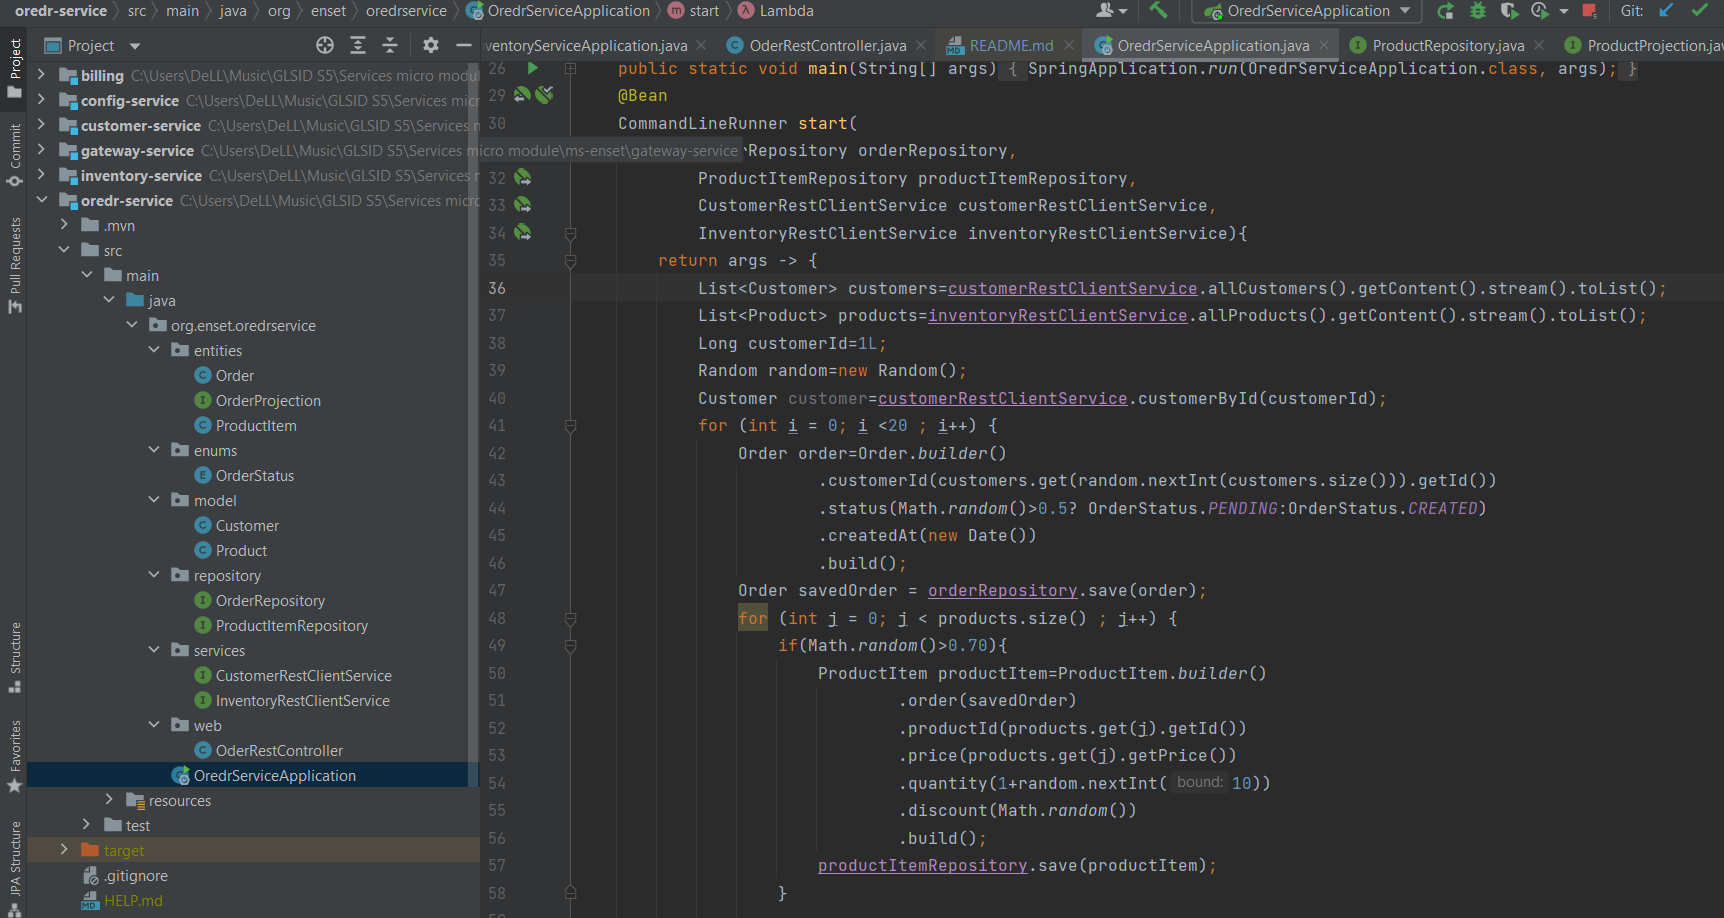 oredr-service src main java org enset oredrservice OredrServiceApplication m start λ Lambda OredrServiceApplication Git:
Project
ventoryServiceApplication.java OderRestController.java README.md OredrServiceApplication.java ProductRepository.java ProductProjection.jav
billing C:\Users\DeLL\Music\GLSID S5\Services micro modul
config-service C:\Users\DeLL\Music\GLSID S5\Services micr
customer-service C:\Users\DeLL\Music\GLSID S5\Services m
gateway-service C:\Users\DeLL\Music\GLSID S5\Services micro module\ms-enset\gateway-service
inventory-service C:\Users\DeLL\Music\GLSID S5\Services m
oredr-service C:\Users\DeLL\Music\GLSID S5\Services micro
.mvn
src
main
java
org.enset.oredrservice
entities
C Order
I OrderProjection
C ProductItem
enums
E OrderStatus
model
C Customer
C Product
repository
I OrderRepository
I ProductItemRepository
services
I CustomerRestClientService
I InventoryRestClientService
web
C OderRestController
OredrServiceApplication
resources
test
target
.gitignore
HELP.md
Project
Commit
Pull Requests
Structure
Favorites
JPA Structure
26 public static void main(String[] args) { SpringApplication.run(OredrServiceApplication.class, args); }
29 @Bean
30 CommandLineRunner start(
rRepository orderRepository,
32 ProductItemRepository productItemRepository,
33 CustomerRestClientService customerRestClientService,
34 InventoryRestClientService inventoryRestClientService){
35 return args -> {
36 List<Customer> customers=customerRestClientService.allCustomers().getContent().stream().toList();
37 List<Product> products=inventoryRestClientService.allProducts().getContent().stream().toList();
38 Long customerId=1L;
39 Random random=new Random();
40 Customer customer=customerRestClientService.customerById(customerId);
41 for (int i = 0; i <20 ; i++) {
42 Order order=Order.builder()
43 .customerId(customers.get(random.nextInt(customers.size())).getId())
44 .status(Math.random()>0.5? OrderStatus.PENDING:OrderStatus.CREATED)
45 .createdAt(new Date())
46 .build();
47 Order savedOrder = orderRepository.save(order);
48 for (int j = 0; j < products.size() ; j++) {
49 if(Math.random()>0.70){
50 ProductItem productItem=ProductItem.builder()
51 .order(savedOrder)
52 .productId(products.get(j).getId())
53 .price(products.get(j).getPrice())
54 .quantity(1+random.nextInt( bound: 10))
55 .discount(Math.random())
56 .build();
57 productItemRepository.save(productItem);
58 }